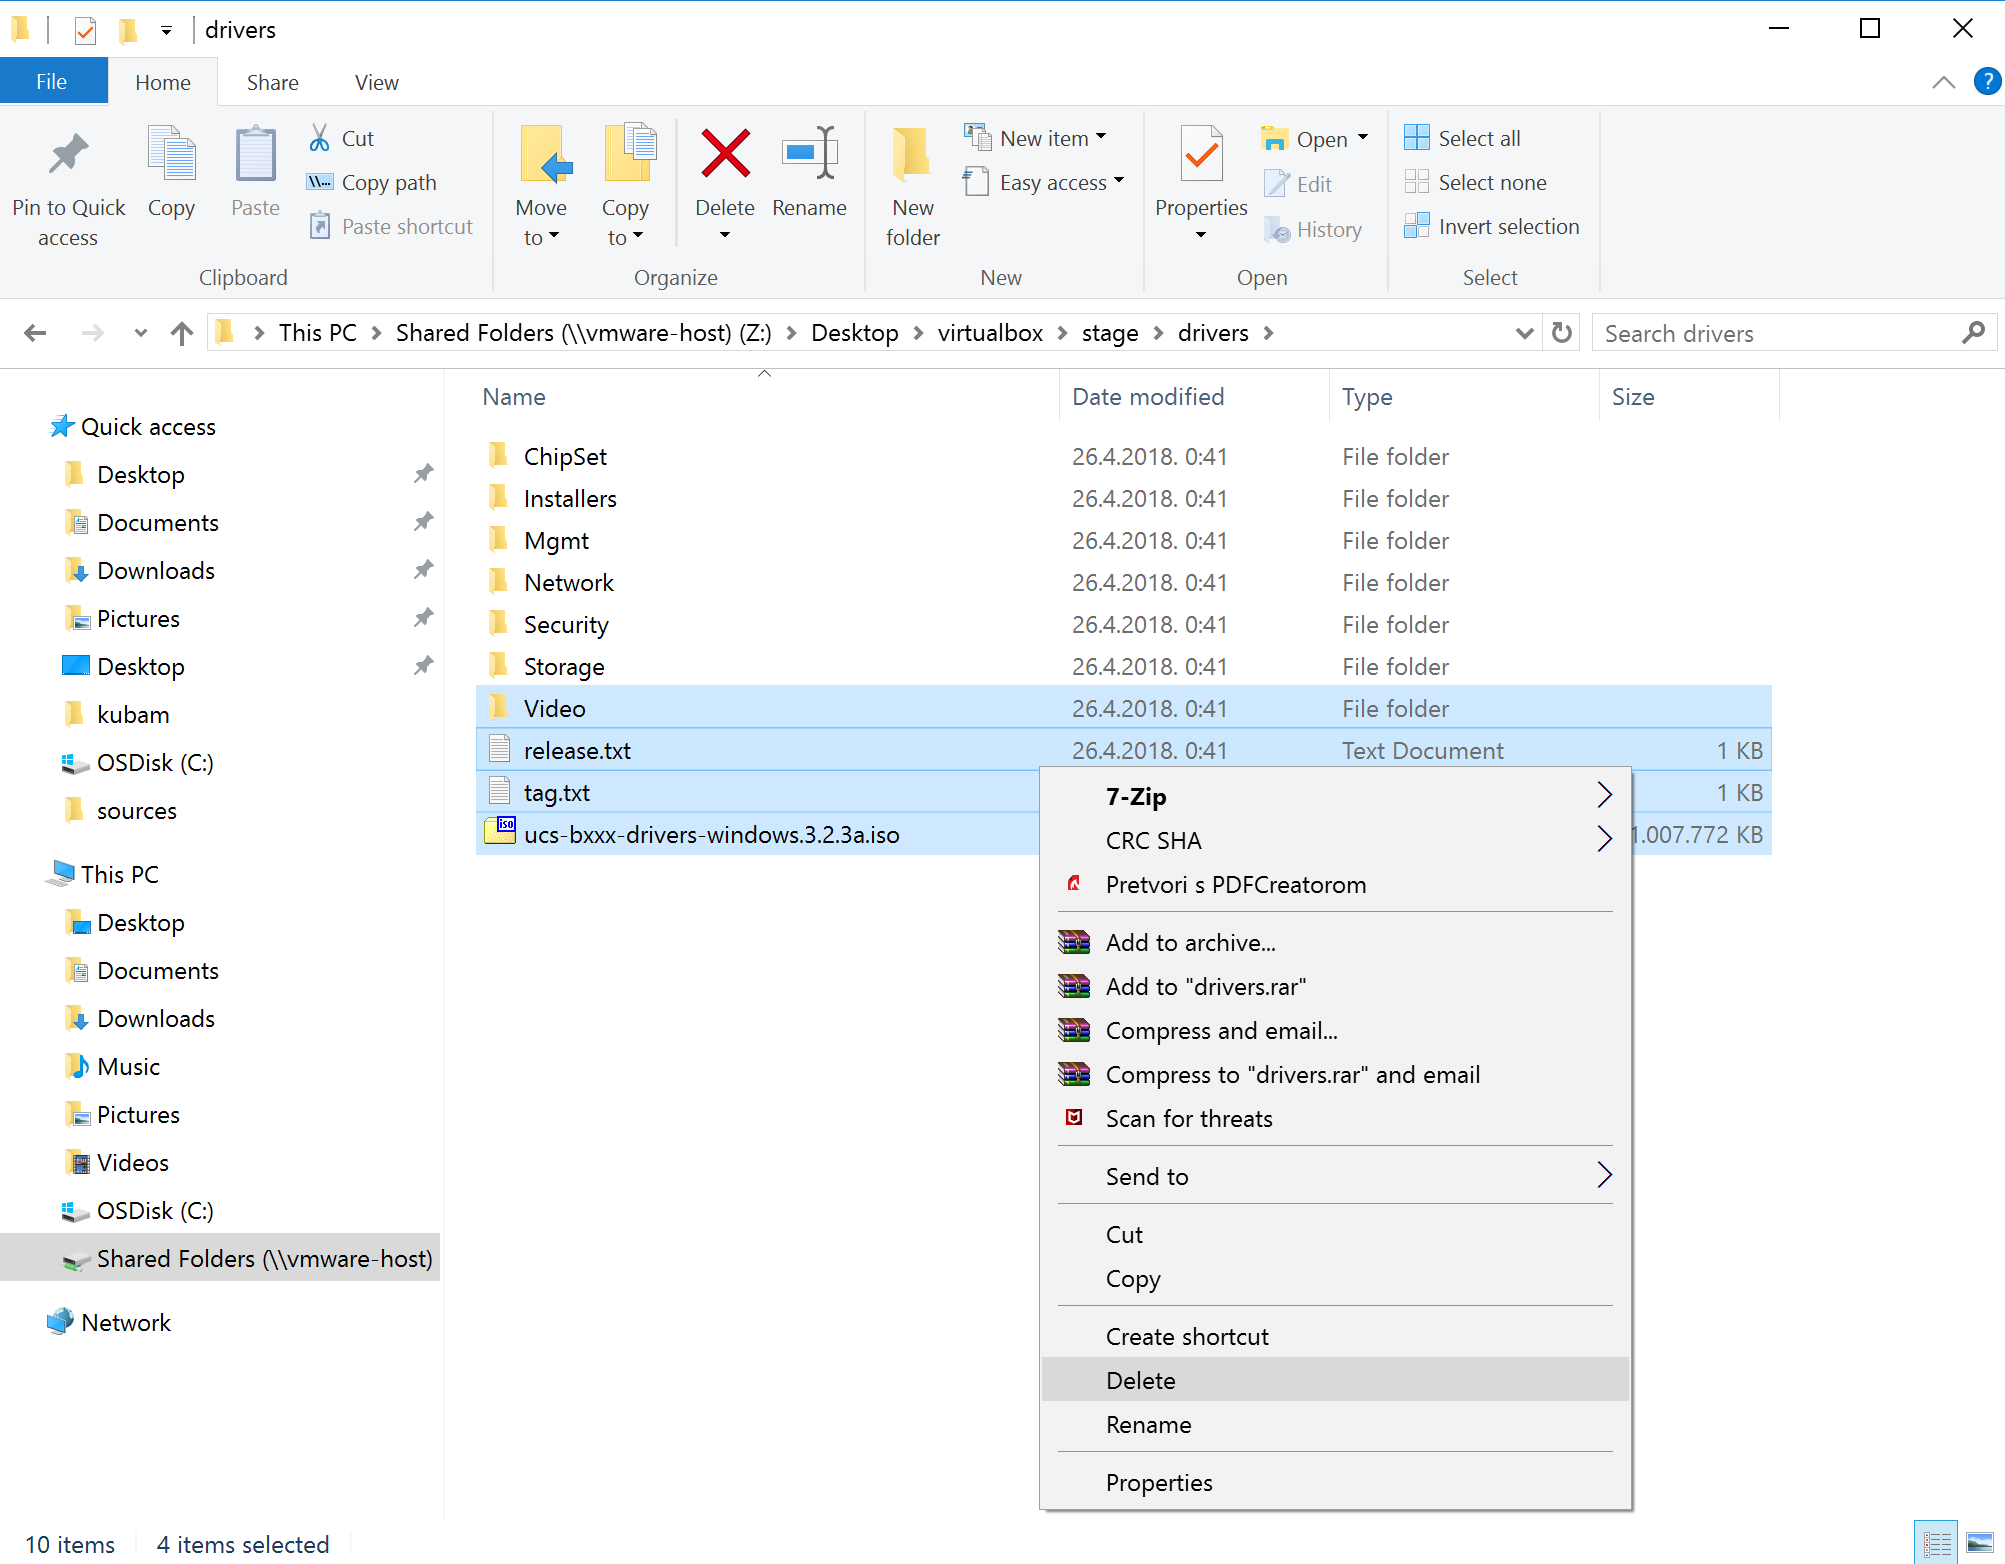 drivers
File Home Share View
Pin to Quick access
Copy
Paste
Cut
Copy path
Paste shortcut
Clipboard
Move to
Copy to
Delete
Rename
Organize
New folder
New item
Easy access
New
Properties
Open
Edit
History
Open
Select all
Select none
Invert selection
Select
This PC Shared Folders (\\vmware-host) (Z:) Desktop virtualbox stage drivers
Search drivers
Quick access
Desktop
Documents
Downloads
Pictures
Desktop
kubam
OSDisk (C:)
sources
This PC
Desktop
Documents
Downloads
Music
Pictures
Videos
OSDisk (C:)
Shared Folders (\\vmware-host)
Network
Name Date modified Type Size
ChipSet 26.4.2018. 0:41 File folder
Installers 26.4.2018. 0:41 File folder
Mgmt 26.4.2018. 0:41 File folder
Network 26.4.2018. 0:41 File folder
Security 26.4.2018. 0:41 File folder
Storage 26.4.2018. 0:41 File folder
Video 26.4.2018. 0:41 File folder
release.txt 26.4.2018. 0:41 Text Document 1 KB
tag.txt 1 KB
iso ucs-bxxx-drivers-windows.3.2.3a.iso 1.007.772 KB
7-Zip
CRC SHA
Pretvori s PDFCreatorom
Add to archive...
Add to "drivers.rar"
Compress and email...
Compress to "drivers.rar" and email
Scan for threats
Send to
Cut
Copy
Create shortcut
Delete
Rename
Properties
10 items 4 items selected